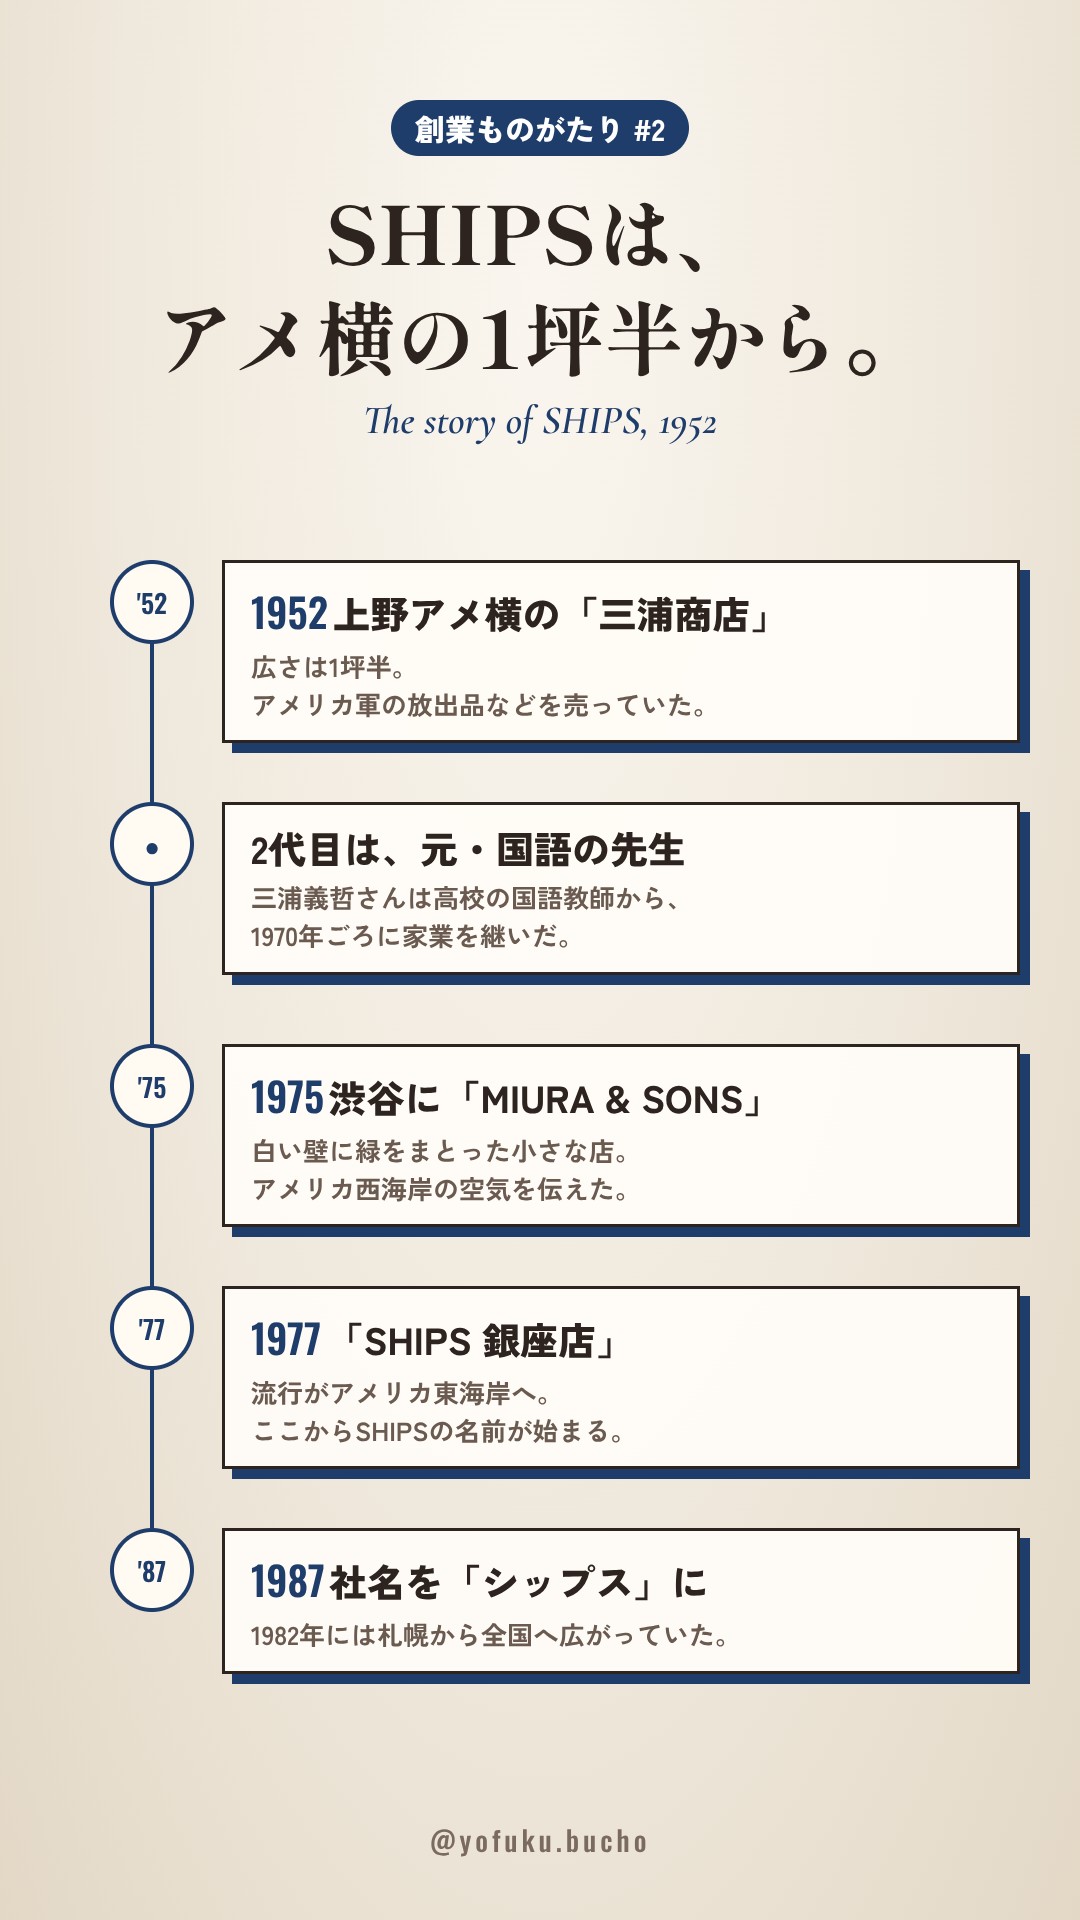 創業ものがたり #2
SHIPSは、
アメ横の1坪半から。
The story of SHIPS, 1952
'52
1952 上野アメ横の「三浦商店」
広さは1坪半。
アメリカ軍の放出品などを売っていた。
●
2代目は、元・国語の先生
三浦義哲さんは高校の国語教師から、
1970年ごろに家業を継いだ。
'75
1975 渋谷に「MIURA & SONS」
白い壁に緑をまとった小さな店。
アメリカ西海岸の空気を伝えた。
'77
1977 「SHIPS 銀座店」
流行がアメリカ東海岸へ。
ここからSHIPSの名前が始まる。
'87
1987 社名を「シップス」に
1982年には札幌から全国へ広がっていた。
@yofuku.bucho